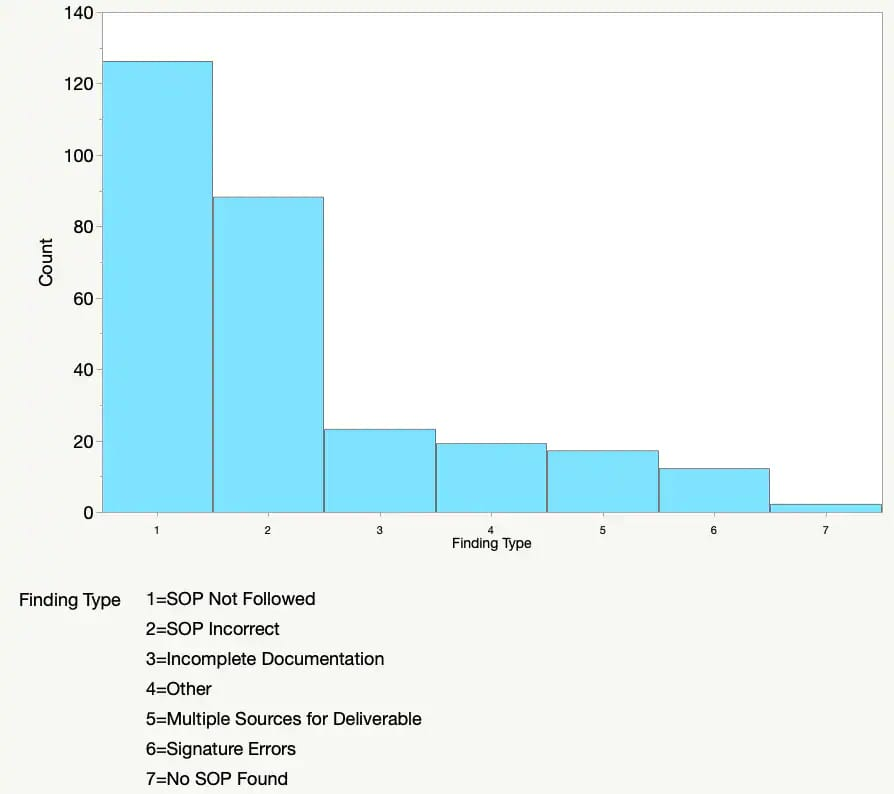 140
120
100
80
60
40
20
0
Count
1 2 3 4 5 6 7
Finding Type
Finding Type 1=SOP Not Followed
2=SOP Incorrect
3=Incomplete Documentation
4=Other
5=Multiple Sources for Deliverable
6=Signature Errors
7=No SOP Found